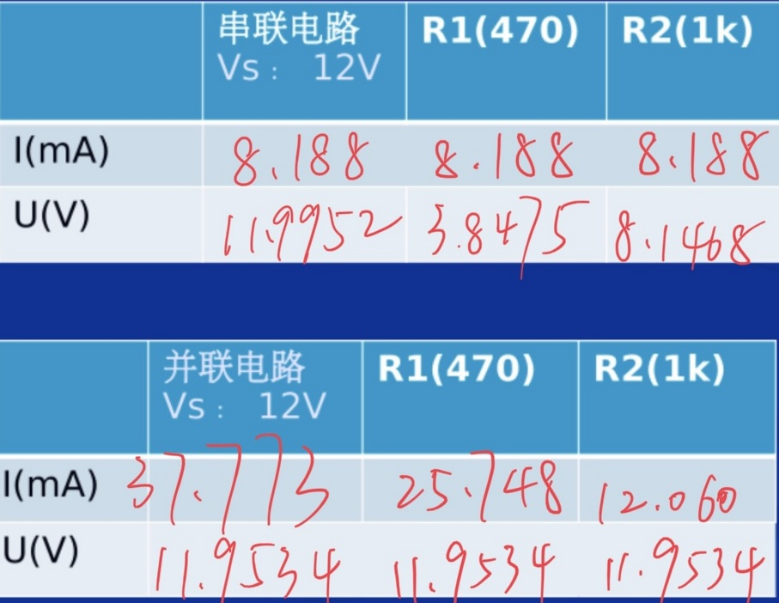 串联电路 R1(470) R2(1k)
Vs： 12V
I(mA) 8.188 8.188 8.188
U(V) 11.9952 3.8475 8.1468
并联电路 R1(470) R2(1k)
Vs： 12V
I(mA) 37.773 25.748 12.060
U(V) 11.9534 11.9534 11.9534